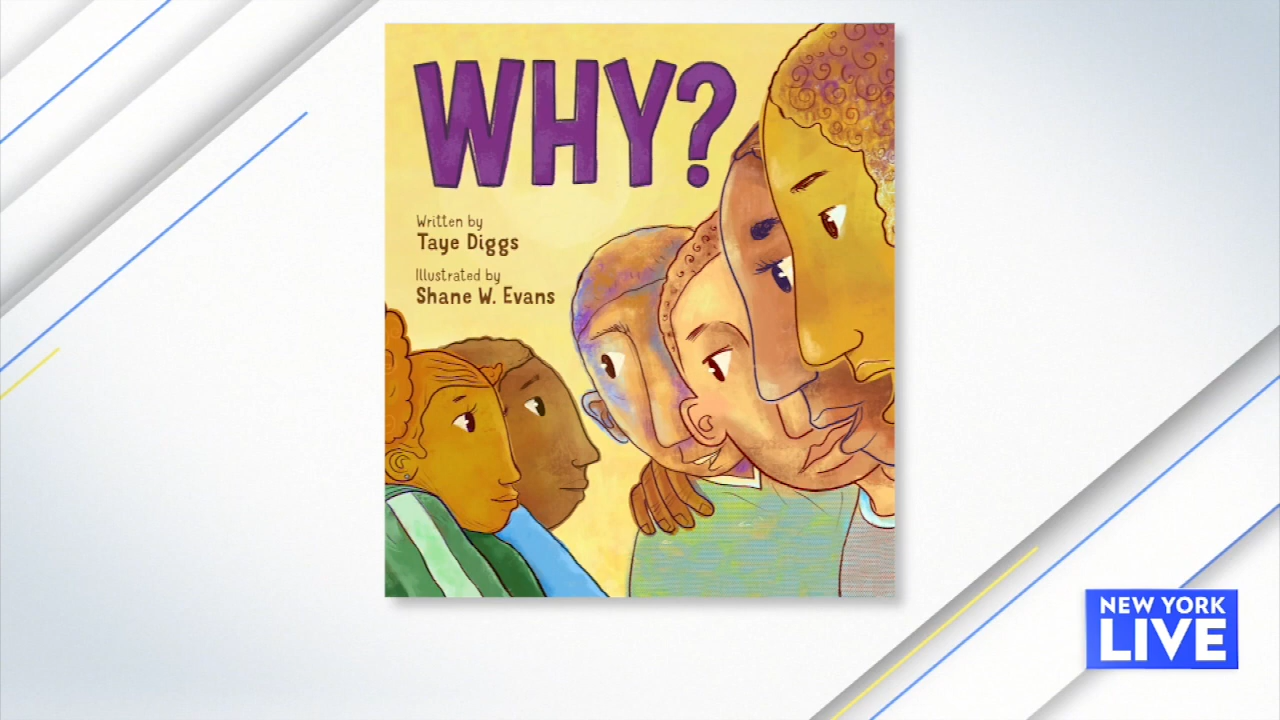 WHY?
Written by
Taye Diggs
Illustrated by
Shane W. Evans
NEW YORK
LIVE